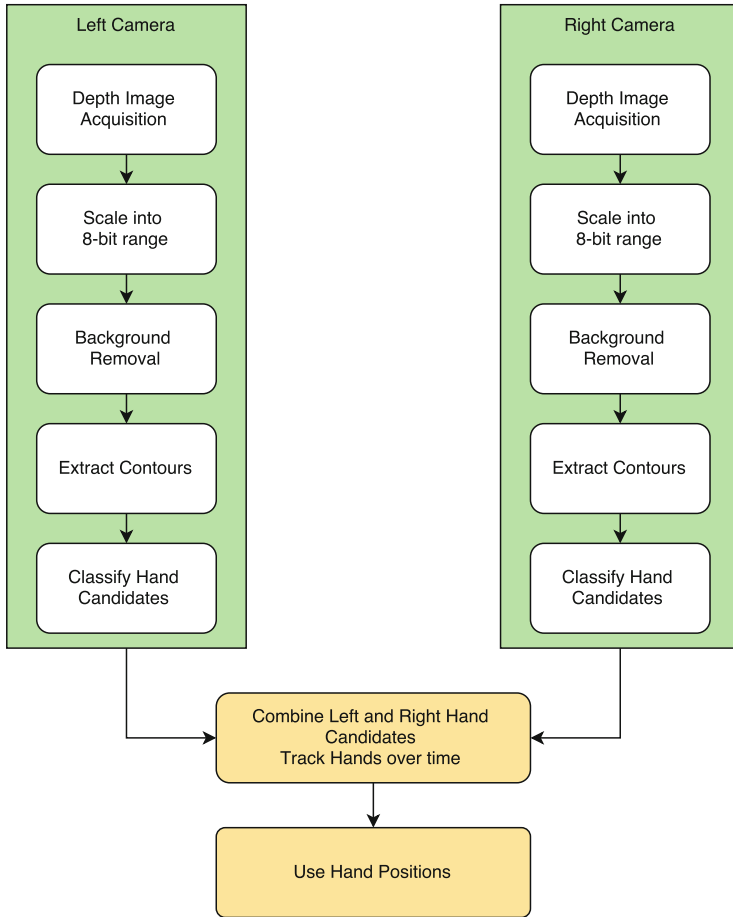 Left Camera
Depth Image
Acquisition
Scale into
8-bit range
Background
Removal
Extract Contours
Classify Hand
Candidates
Right Camera
Depth Image
Acquisition
Scale into
8-bit range
Background
Removal
Extract Contours
Classify Hand
Candidates
Combine Left and Right Hand
Candidates
Track Hands over time
Use Hand Positions